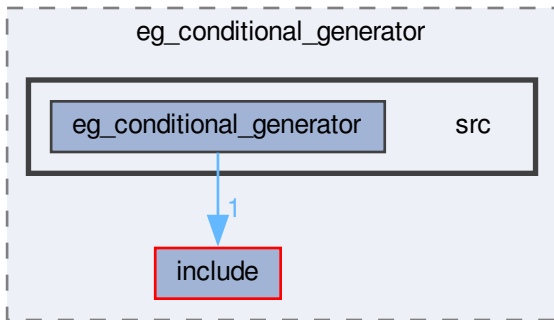 eg_conditional_generator
eg_conditional_generator
src
1
include